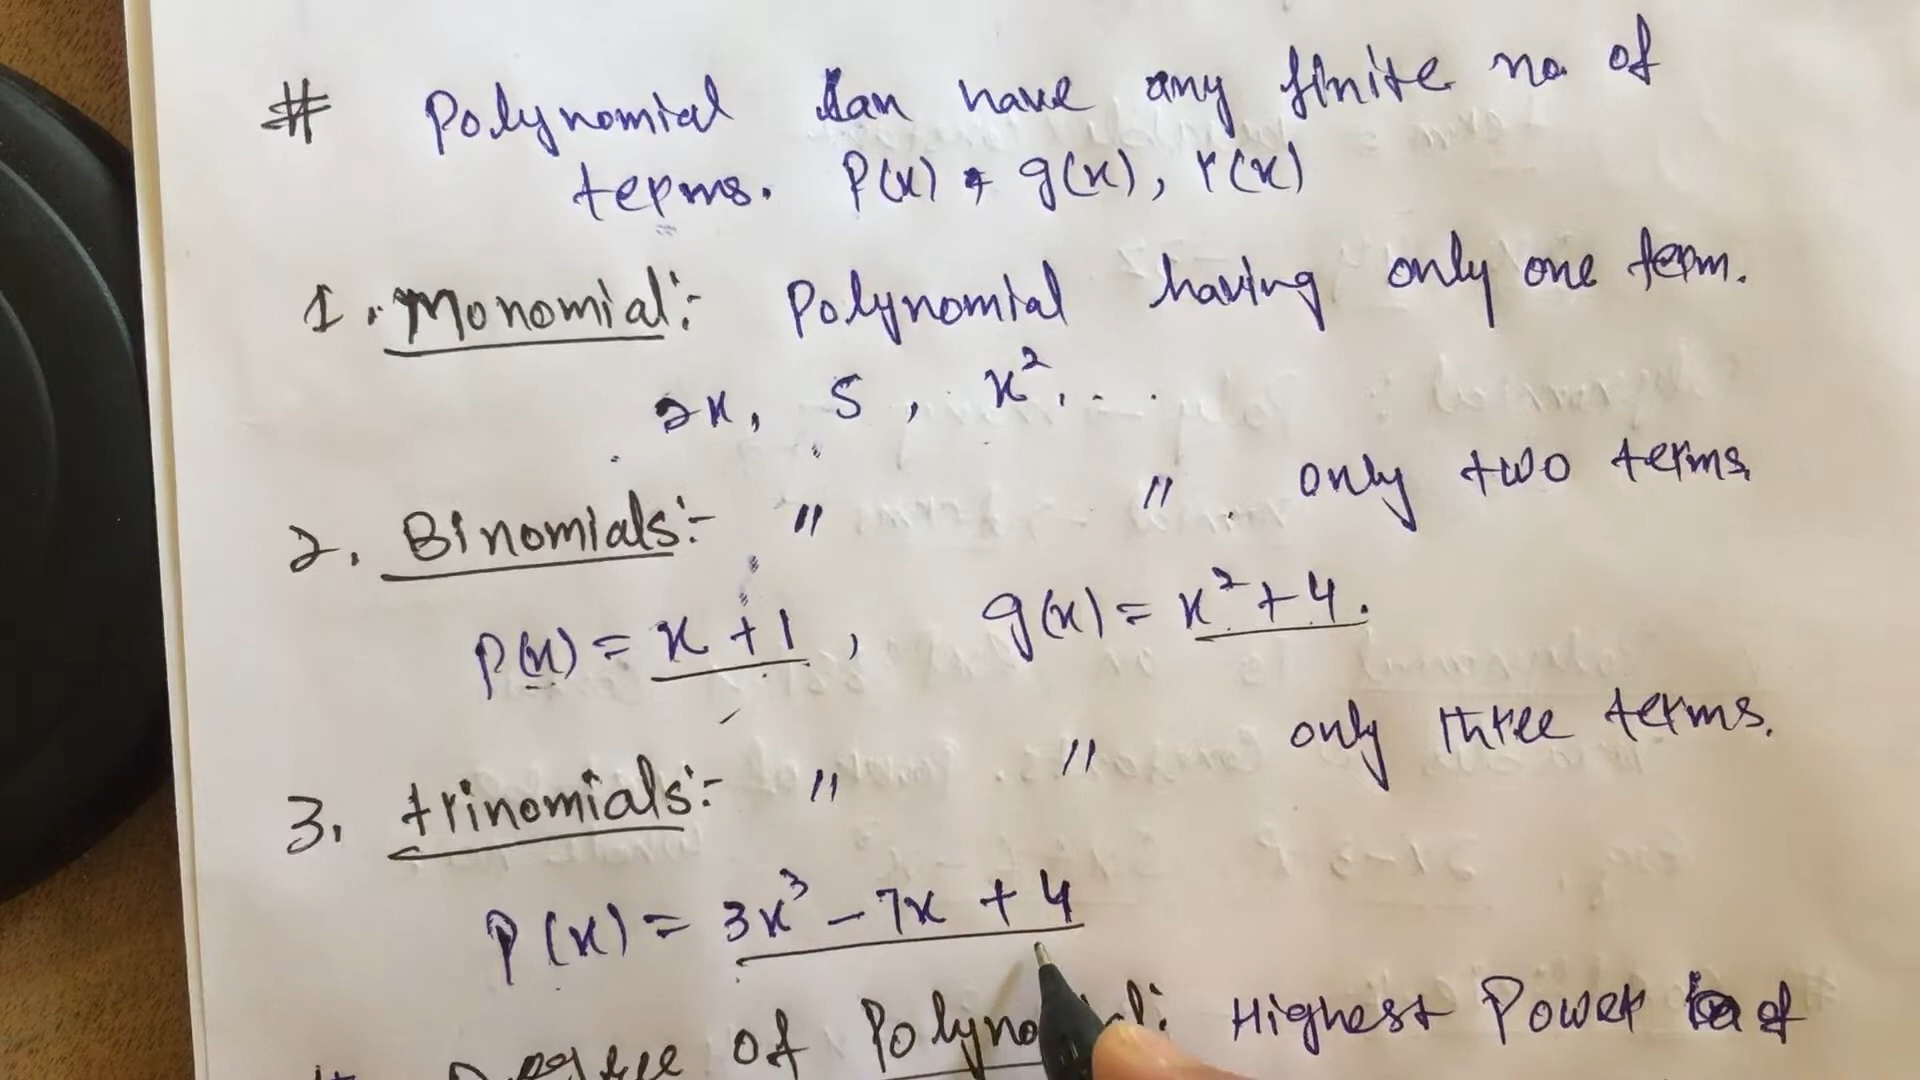 # Polynomial can have any finite no of
terms. P(x) , g(x), r(x)
1. Monomial:- Polynomial having only one term.
2x, 5, x², . .
2. Binomials:- " " only two terms.
P(x) = x + 1, g(x) = x² + 4.
3. trinomials:- " " only three terms.
P(x) = 3x³ - 7x + 4
Degree of Highest Power of